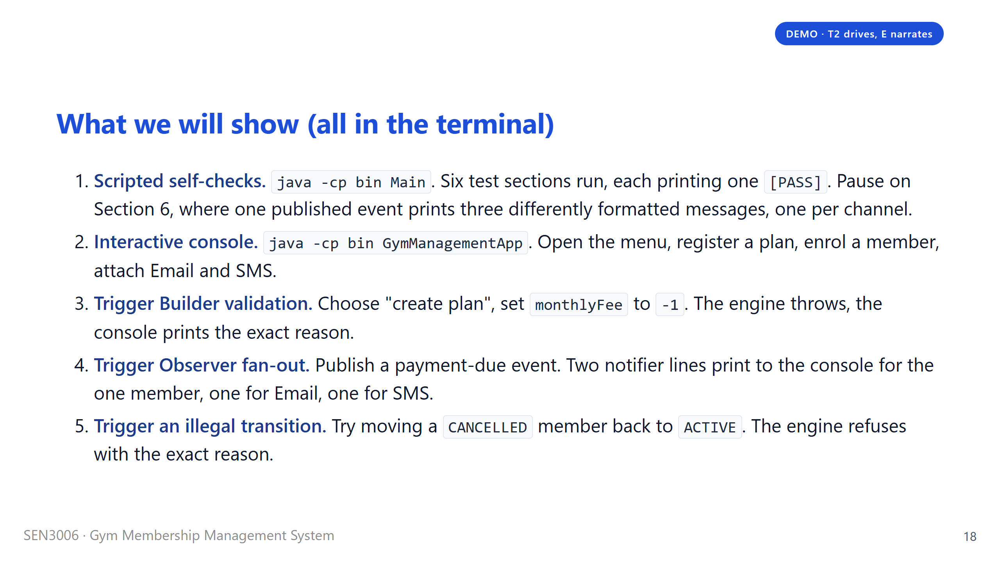 DEMO · T2 drives, E narrates
What we will show (all in the terminal)
1. Scripted self-checks. java -cp bin Main. Six test sections run, each printing one [PASS]. Pause on
Section 6, where one published event prints three differently formatted messages, one per channel.
2. Interactive console. java -cp bin GymManagementApp. Open the menu, register a plan, enrol a member,
attach Email and SMS.
3. Trigger Builder validation. Choose "create plan", set monthlyFee to -1. The engine throws, the
console prints the exact reason.
4. Trigger Observer fan-out. Publish a payment-due event. Two notifier lines print to the console for the
one member, one for Email, one for SMS.
5. Trigger an illegal transition. Try moving a CANCELLED member back to ACTIVE. The engine refuses
with the exact reason.
SEN3006 · Gym Membership Management System
18